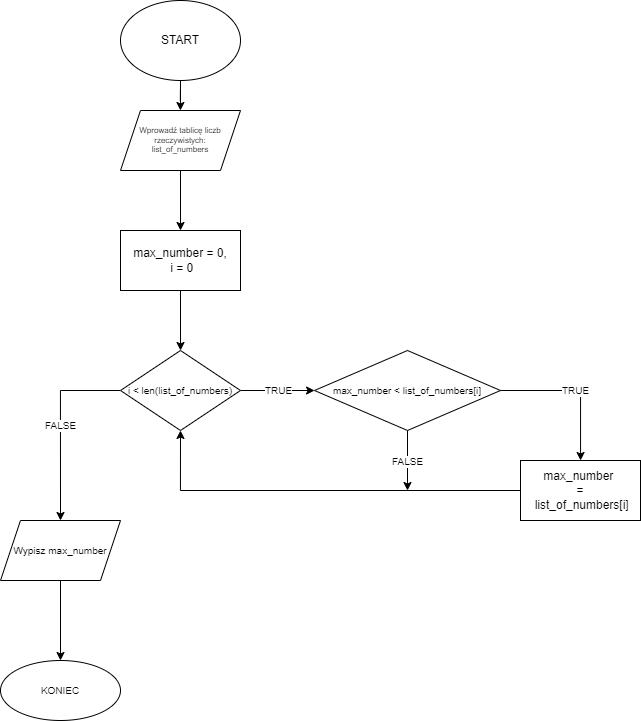 START
Wprowadź tablicę liczb
rzeczywistych:
list_of_numbers
max_number = 0,
i = 0
i < len(list_of_numbers)
TRUE
max_number < list_of_numbers[i]
TRUE
FALSE
FALSE
max_number
=
list_of_numbers[i]
Wypisz max_number
KONIEC